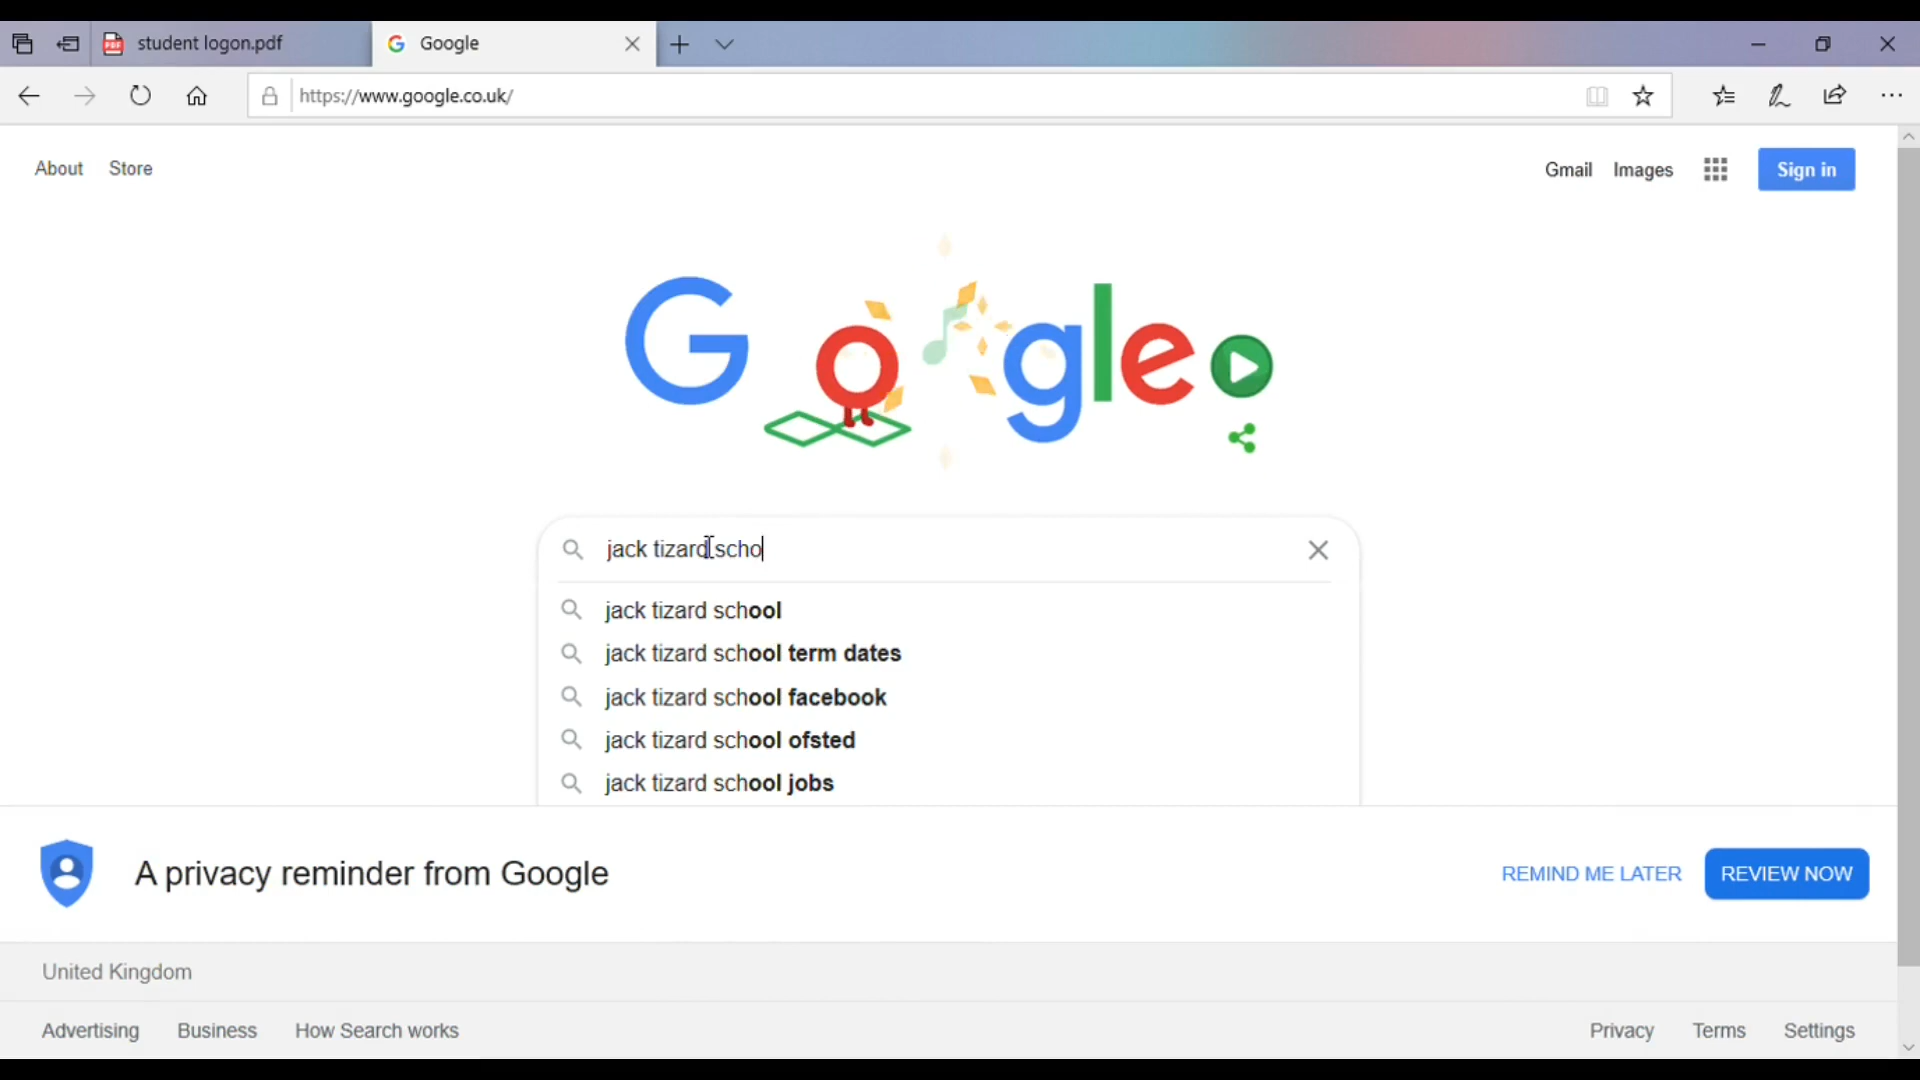 student logon.pdf
Google
https://www.google.co.uk/
About Store
Gmail Images Sign in
Google
jack tizard scho
jack tizard school
jack tizard school term dates
jack tizard school facebook
jack tizard school ofsted
jack tizard school jobs
A privacy reminder from Google
REMIND ME LATER REVIEW NOW
United Kingdom
Advertising Business How Search works
Privacy Terms Settings